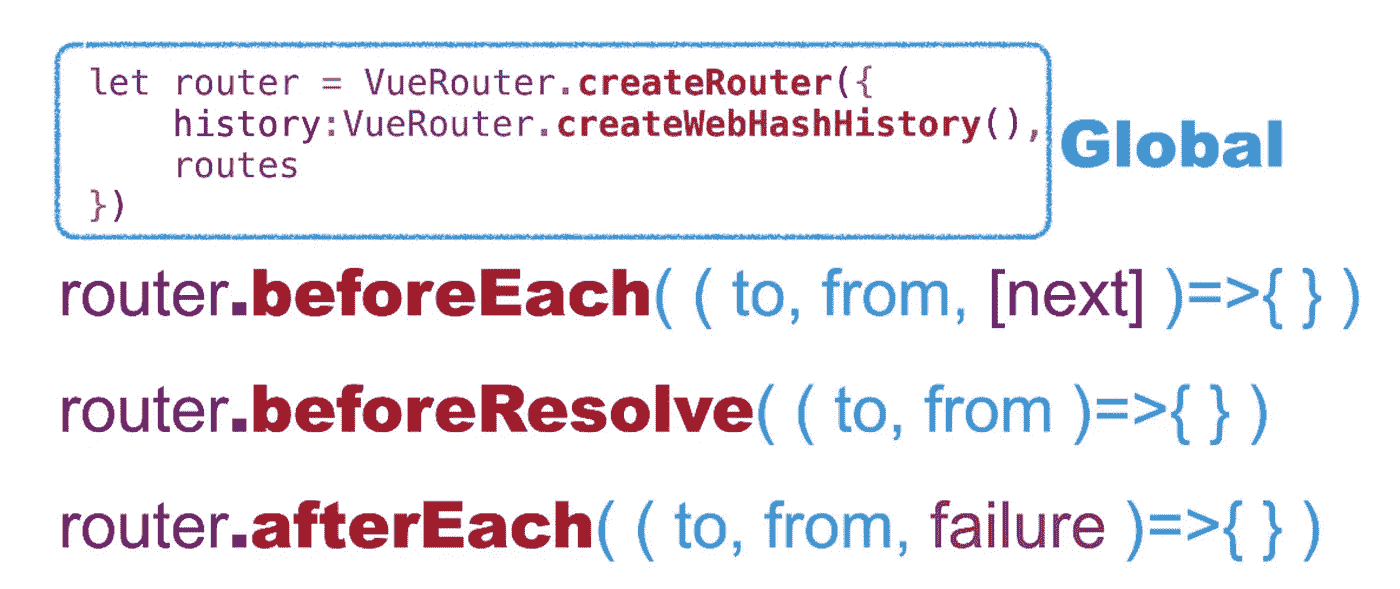 let router = VueRouter.createRouter({
history:VueRouter.createWebHashHistory(),
routes
})
Global
router.beforeEach( ( to, from, [next] )=>{ } )
router.beforeResolve( ( to, from )=>{ } )
router.afterEach( ( to, from, failure )=>{ } )